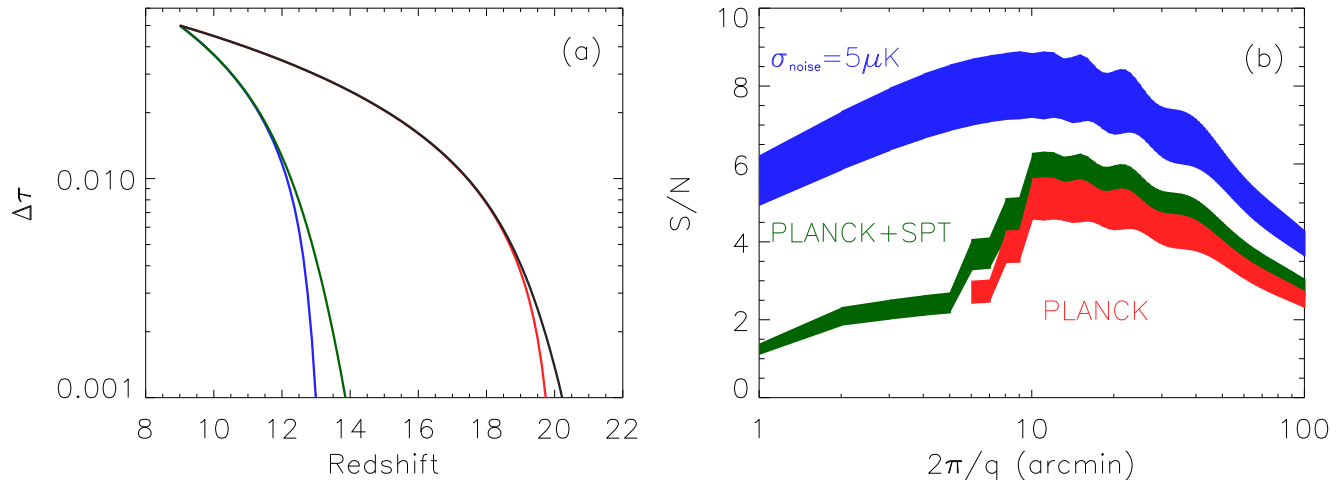 (a)
0.010
0.001
Δτ
8 10 12 14 16 18 20 22
Redshift
(b)
σnoise=5μK
PLANCK+SPT
PLANCK
10
8
6
4
2
0
S/N
1 10 100
2π/q (arcmin)